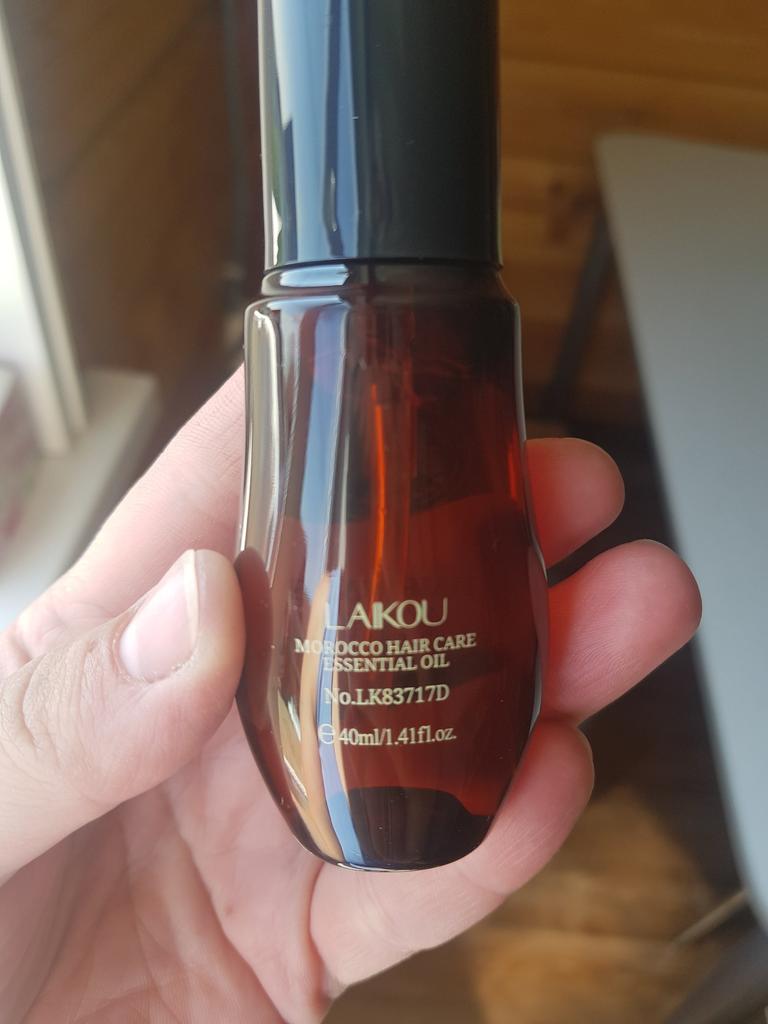 LAIKOU
MOROCCO HAIR CARE
ESSENTIAL OIL
No.LK83717D
℮ 40ml/1.41fl.oz.